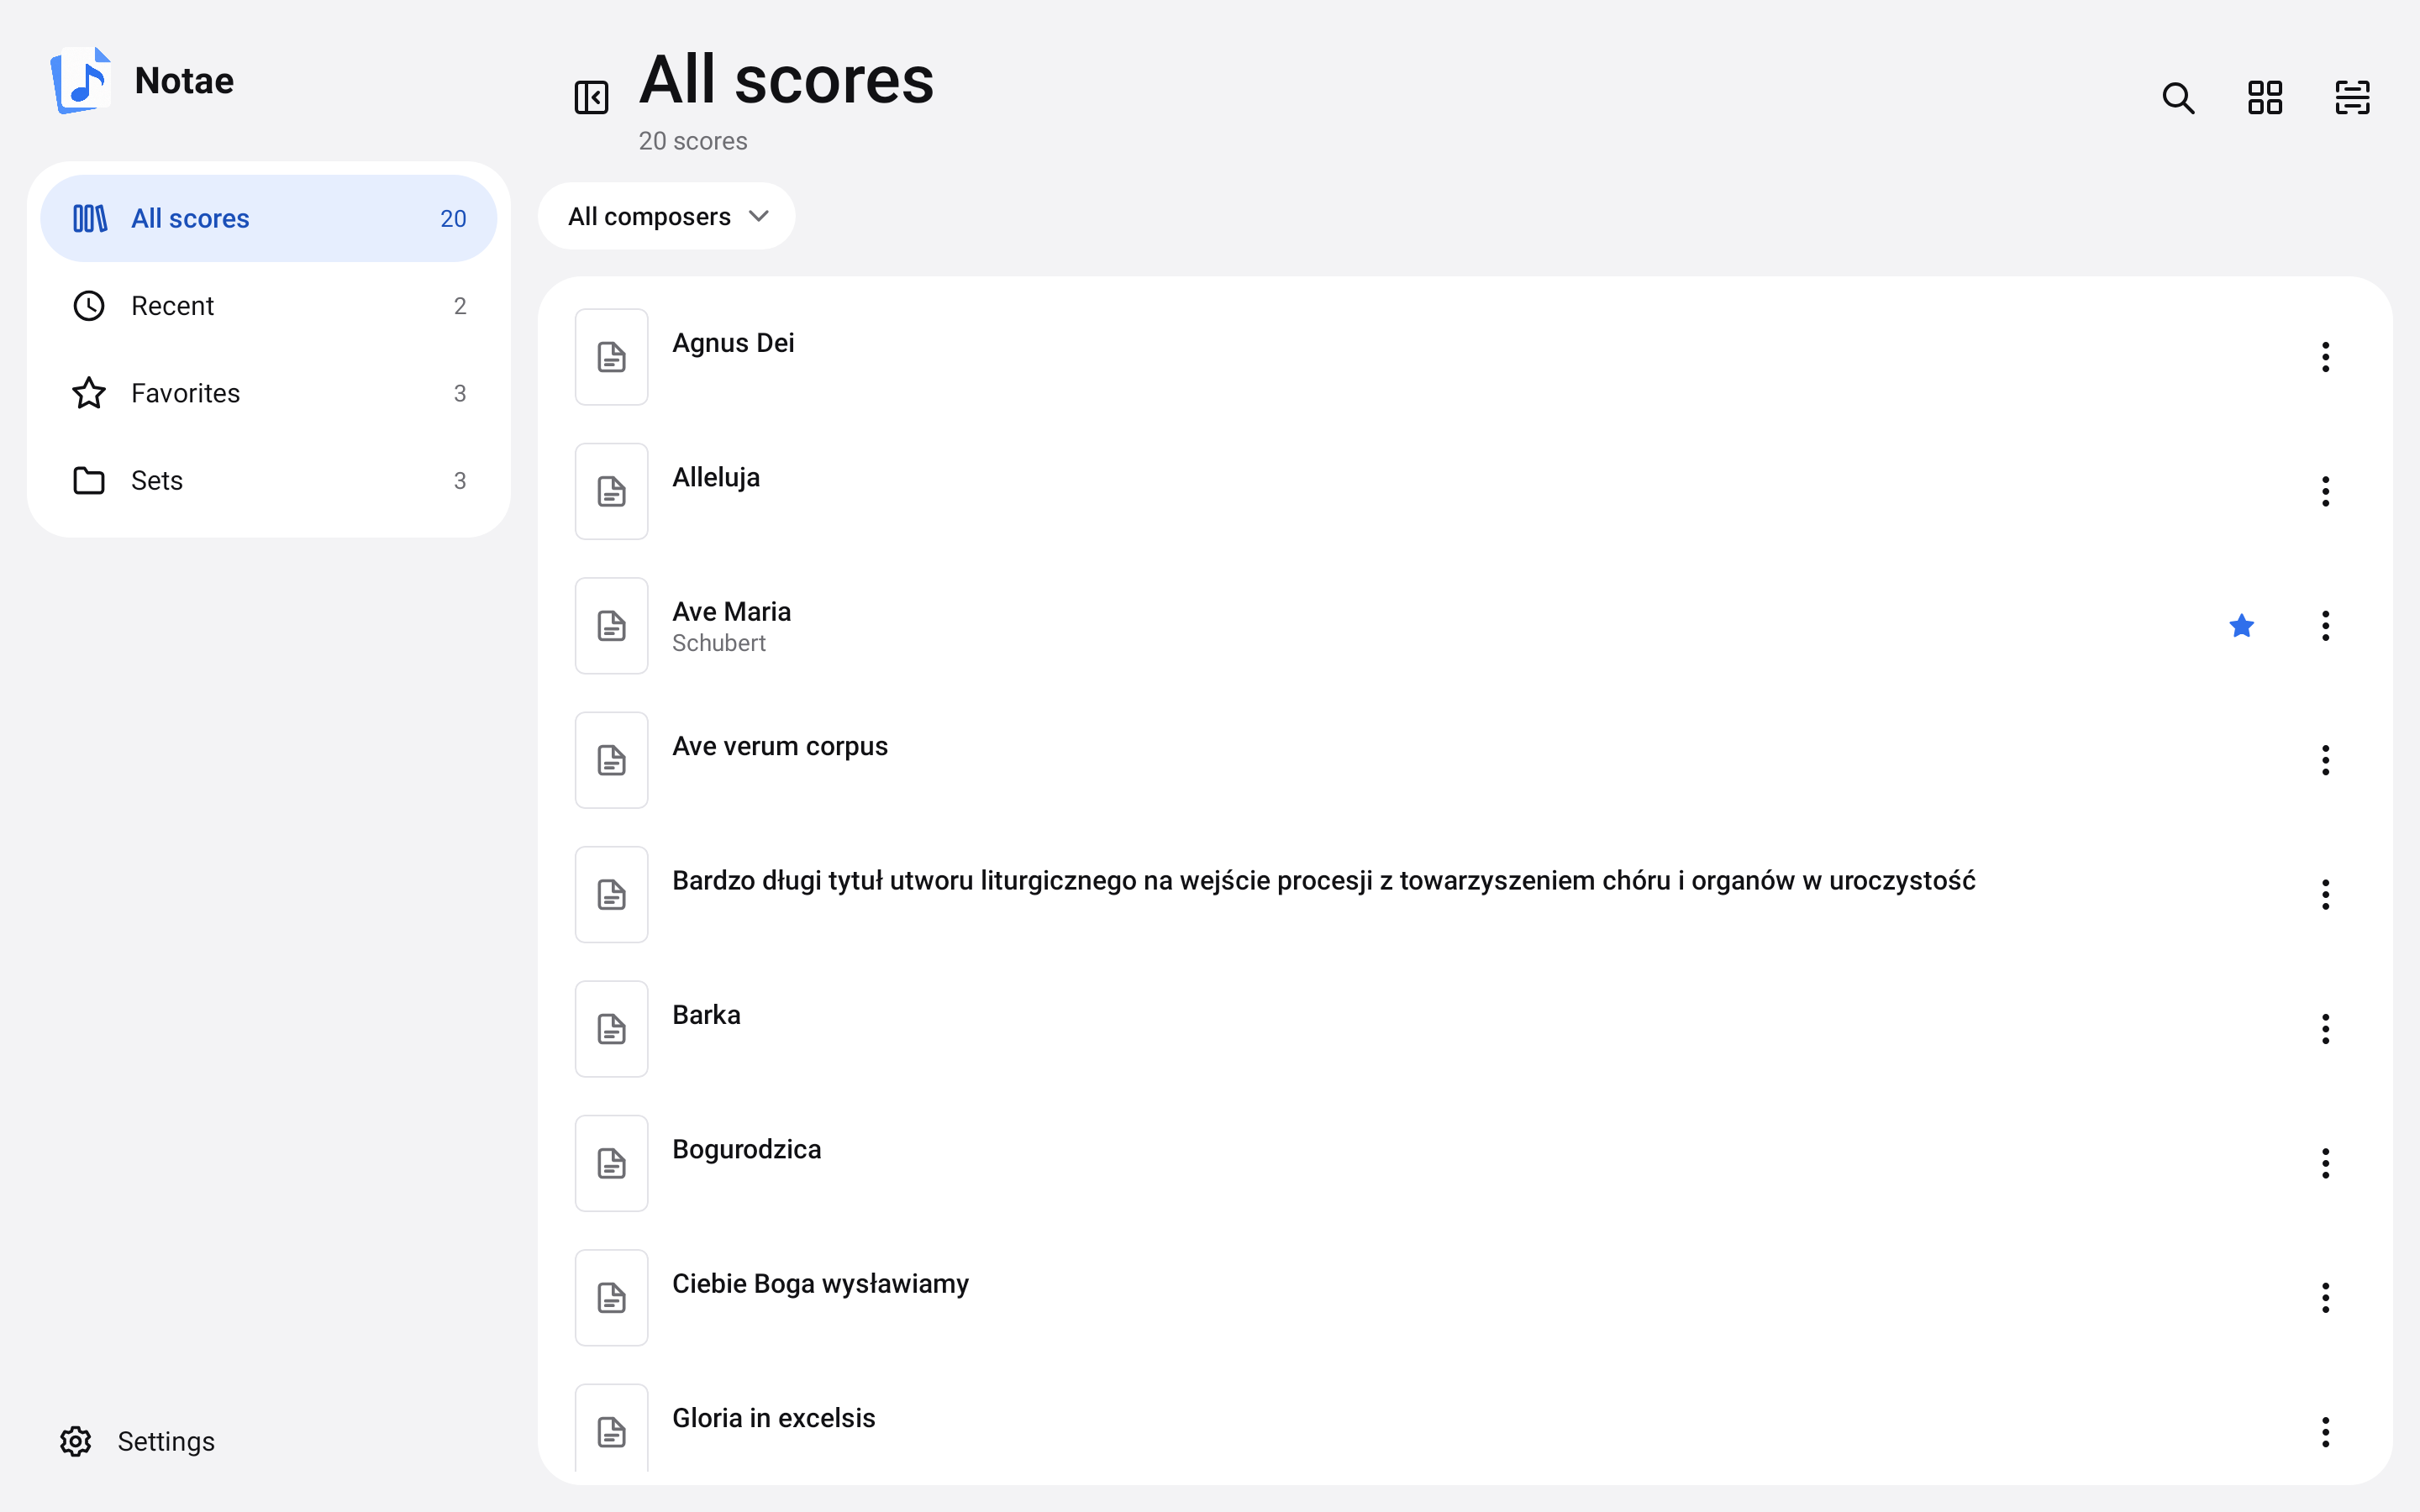 Notae
All scores 20
Recent 2
Favorites 3
Sets 3
Settings
All scores
20 scores
All composers
Agnus Dei
Alleluja
Ave Maria
Schubert
Ave verum corpus
Bardzo długi tytuł utworu liturgicznego na wejście procesji z towarzyszeniem chóru i organów w uroczystość
Barka
Bogurodzica
Ciebie Boga wysławiamy
Gloria in excelsis